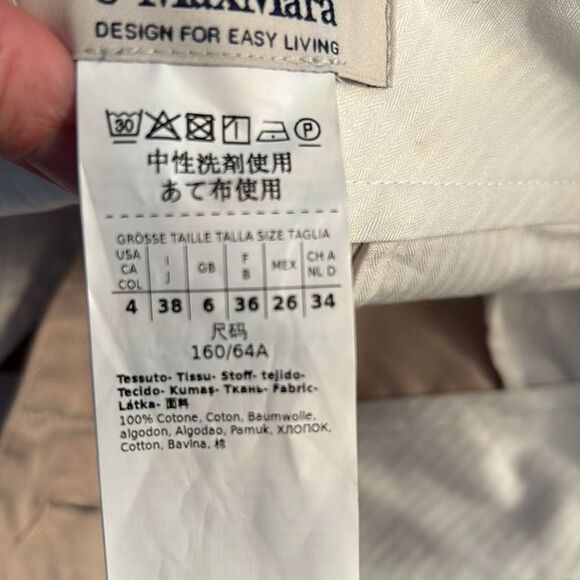 MaxMara
DESIGN FOR EASY LIVING
30 P
中性洗剤使用
あて布使用
GRÖSSE TAILLE TALLA SIZE TAGLIA
USA CA COL I J GB F B MEX CH A NL D
4 38 6 36 26 34
尺码
160/64A
Tessuto- Tissu- Stoff- tejido-
Tecido- Kumaş- Ткань- Fabric-
Látka- 面料
100% Cotone, Coton, Baumwolle,
algodon, Algodao, Pamuk, ХЛОПОК,
Cotton, Bavlna, 棉